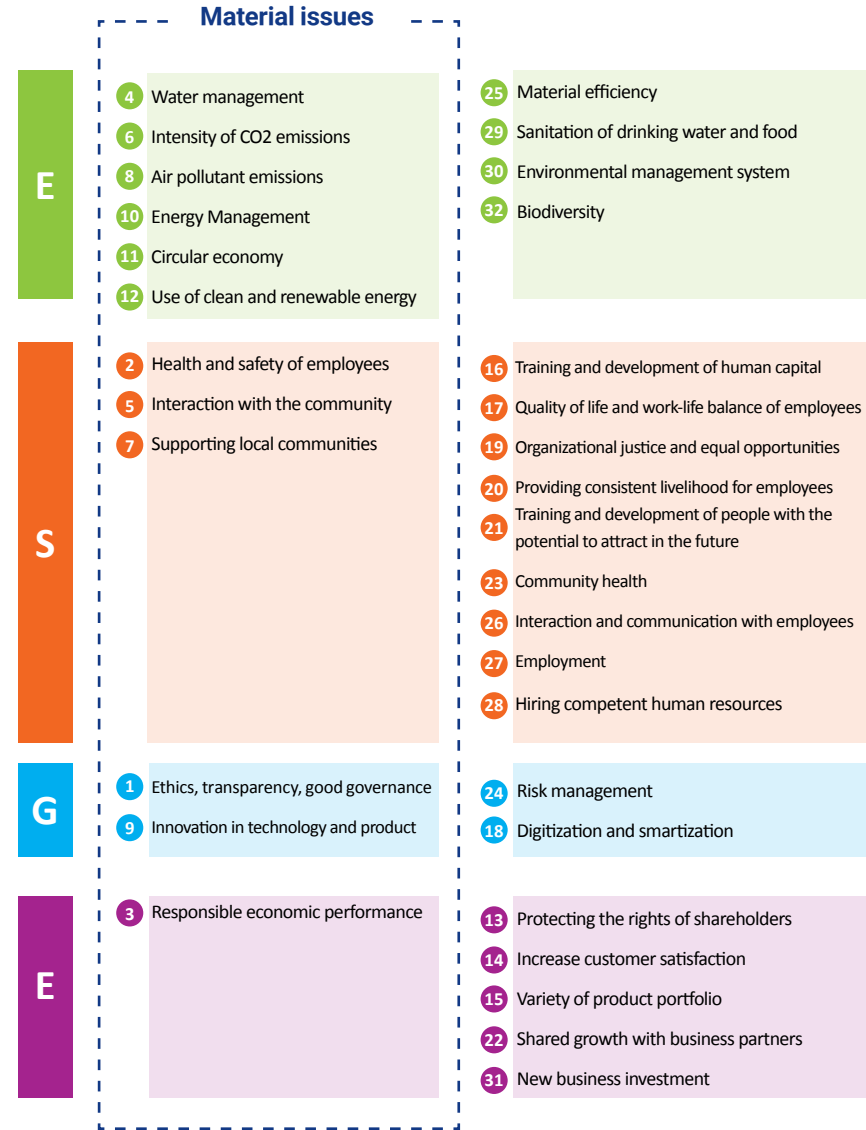 Material issues
E
4 Water management
6 Intensity of CO2 emissions
8 Air pollutant emissions
10 Energy Management
11 Circular economy
12 Use of clean and renewable energy
25 Material efficiency
29 Sanitation of drinking water and food
30 Environmental management system
32 Biodiversity
S
2 Health and safety of employees
5 Interaction with the community
7 Supporting local communities
16 Training and development of human capital
17 Quality of life and work-life balance of employees
19 Organizational justice and equal opportunities
20 Providing consistent livelihood for employees
21 Training and development of people with the
potential to attract in the future
23 Community health
26 Interaction and communication with employees
27 Employment
28 Hiring competent human resources
G
1 Ethics, transparency, good governance
9 Innovation in technology and product
24 Risk management
18 Digitization and smartization
E
3 Responsible economic performance
13 Protecting the rights of shareholders
14 Increase customer satisfaction
15 Variety of product portfolio
22 Shared growth with business partners
31 New business investment